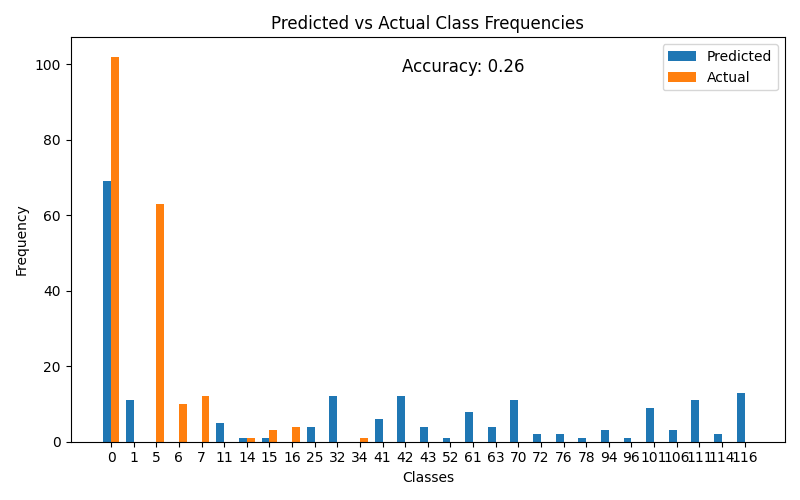 Predicted vs Actual Class Frequencies
Accuracy: 0.26
Predicted
Actual
Frequency
100
80
60
40
20
0
0 1 5 6 7 11 14 15 16 25 32 34 41 42 43 52 61 63 70 72 76 78 94 96 101 106 111 114 116
Classes